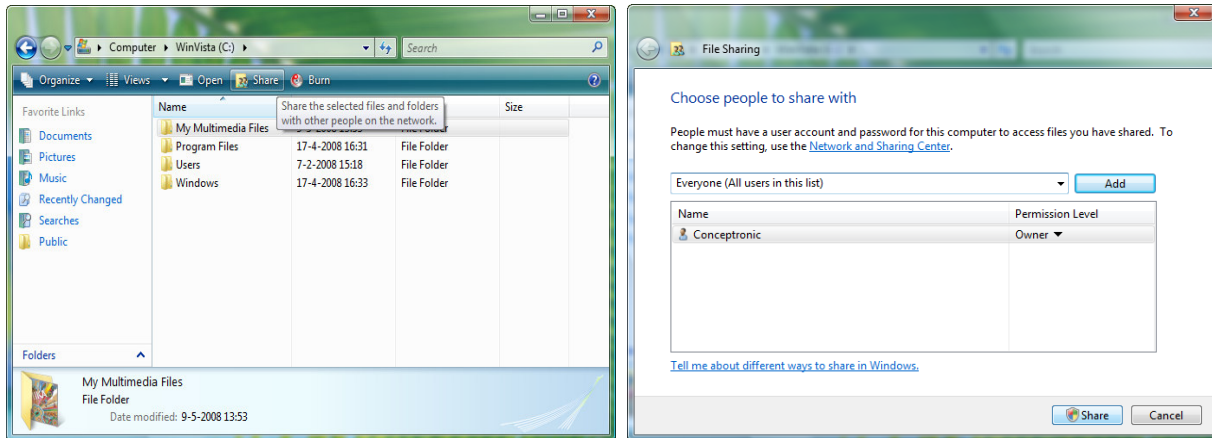 Computer ▸ WinVista (C:) ▸
Search
Organize Views Open Share Burn
Favorite Links
Documents
Pictures
Music
Recently Changed
Searches
Public
Folders
Name Size
Share the selected files and folders
with other people on the network.
My Multimedia Files
Program Files 17-4-2008 16:31 File Folder
Users 7-2-2008 15:18 File Folder
Windows 17-4-2008 16:33 File Folder
My Multimedia Files
File Folder
Date modified: 9-5-2008 13:53
File Sharing
Choose people to share with
People must have a user account and password for this computer to access files you have shared. To
change this setting, use the Network and Sharing Center.
Everyone (All users in this list) Add
Name Permission Level
Conceptronic Owner
Tell me about different ways to share in Windows.
Share Cancel